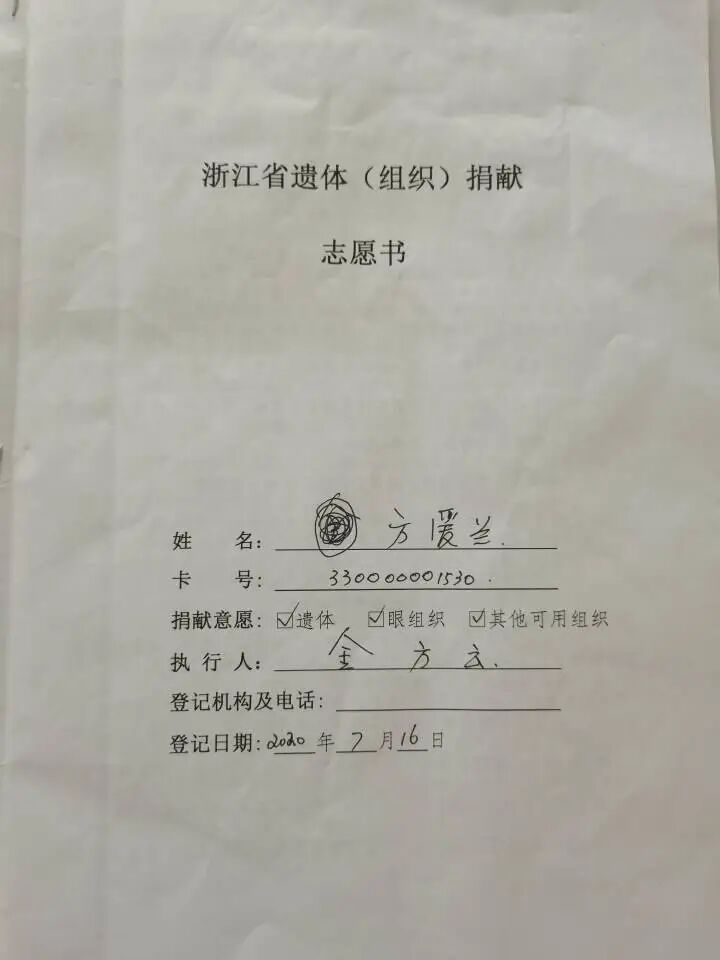 浙江省遗体（组织）捐献
志愿书
姓 名： 方湲兰.
卡 号： 330000001530.
捐献意愿：☑遗体 ☑眼组织 ☑其他可用组织
执 行 人： 金方云.
登记机构及电话：
登记日期：2020年7月16日